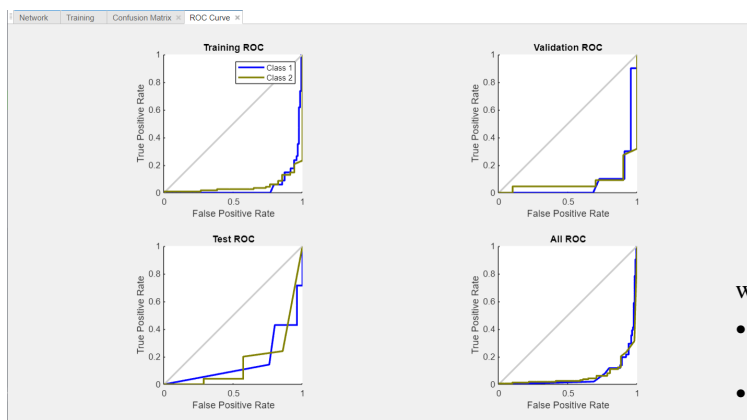 Network Training Confusion Matrix × ROC Curve ×
Training ROC
1
0.8
0.6
0.4
0.2
0
True Positive Rate
0 0.5 1
False Positive Rate
Class 1
Class 2
Validation ROC
1
0.8
0.6
0.4
0.2
0
True Positive Rate
0 0.5 1
False Positive Rate
Test ROC
1
0.8
0.6
0.4
0.2
0
True Positive Rate
0 0.5 1
False Positive Rate
All ROC
1
0.8
0.6
0.4
0.2
0
True Positive Rate
0 0.5 1
False Positive Rate